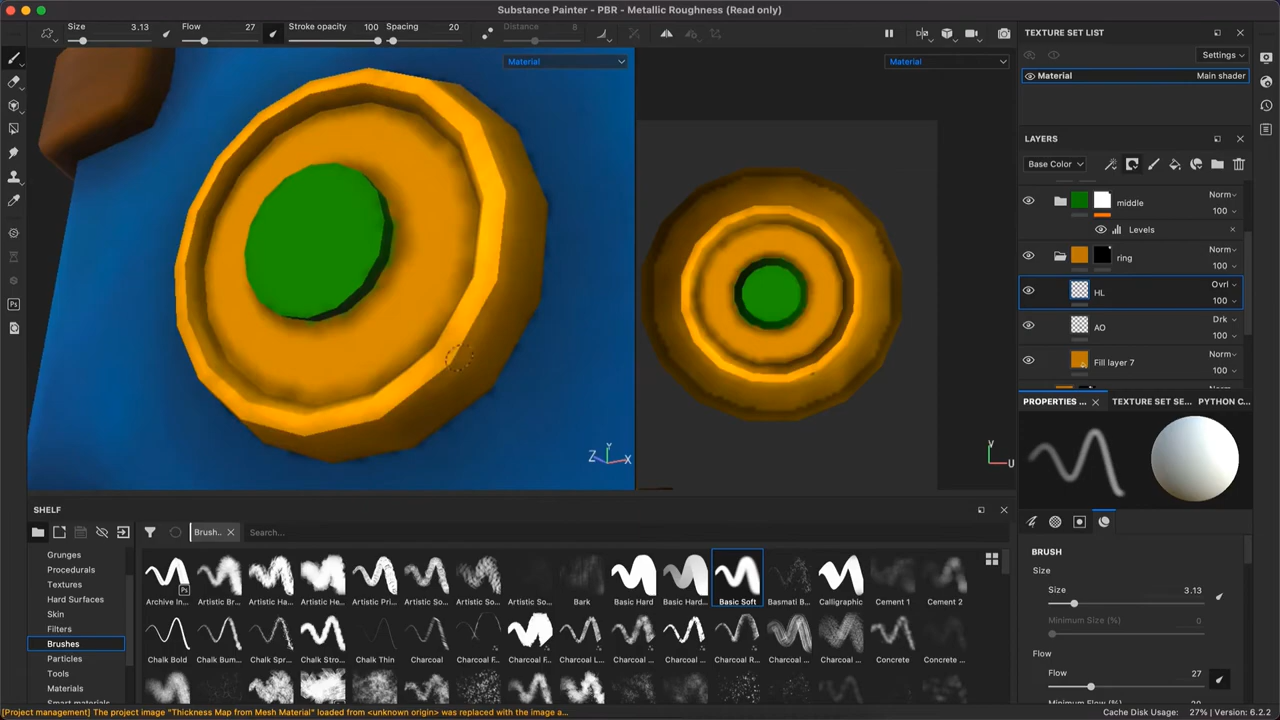 Substance Painter - PBR - Metallic Roughness (Read only)
Size 3.13 Flow 27 Stroke opacity 100 Spacing 20 Distance 8
Material
Material
TEXTURE SET LIST
Settings
Material Main shader
LAYERS
Base Color
middle Norm 100
Levels
ring Norm 100
HL Ovrl 100
AO Drk 100
Fill layer 7 Norm 100
PROPERTIES ... TEXTURE SET SE... PYTHON C...
Z Y X
V U
SHELF
Brush.. Search...
Grunges
Procedurals
Textures
Hard Surfaces
Skin
Filters
Brushes
Particles
Tools
Materials
Smart materials
Archive In... Artistic Br... Artistic Ha... Artistic He... Artistic Pri... Artistic So... Artistic So... Artistic So... Bark Basic Hard Basic Hard... Basic Soft Basmati B... Calligraphic Cement 1 Cement 2
Chalk Bold Chalk Bum... Chalk Spr... Chalk Stro... Chalk Thin Charcoal Charcoal F... Charcoal F... Charcoal L... Charcoal M... Charcoal N... Charcoal R... Charcoal ... Charcoal ... Concrete Concrete ...
BRUSH
Size
Size 3.13
Minimum Size (%) 0
Flow
Flow 27
Minimum Flow (%) 20
[Project management] The project image "Thickness Map from Mesh Material" loaded from <unknown origin> was replaced with the image a...
Cache Disk Usage: 27% | Version: 6.2.2